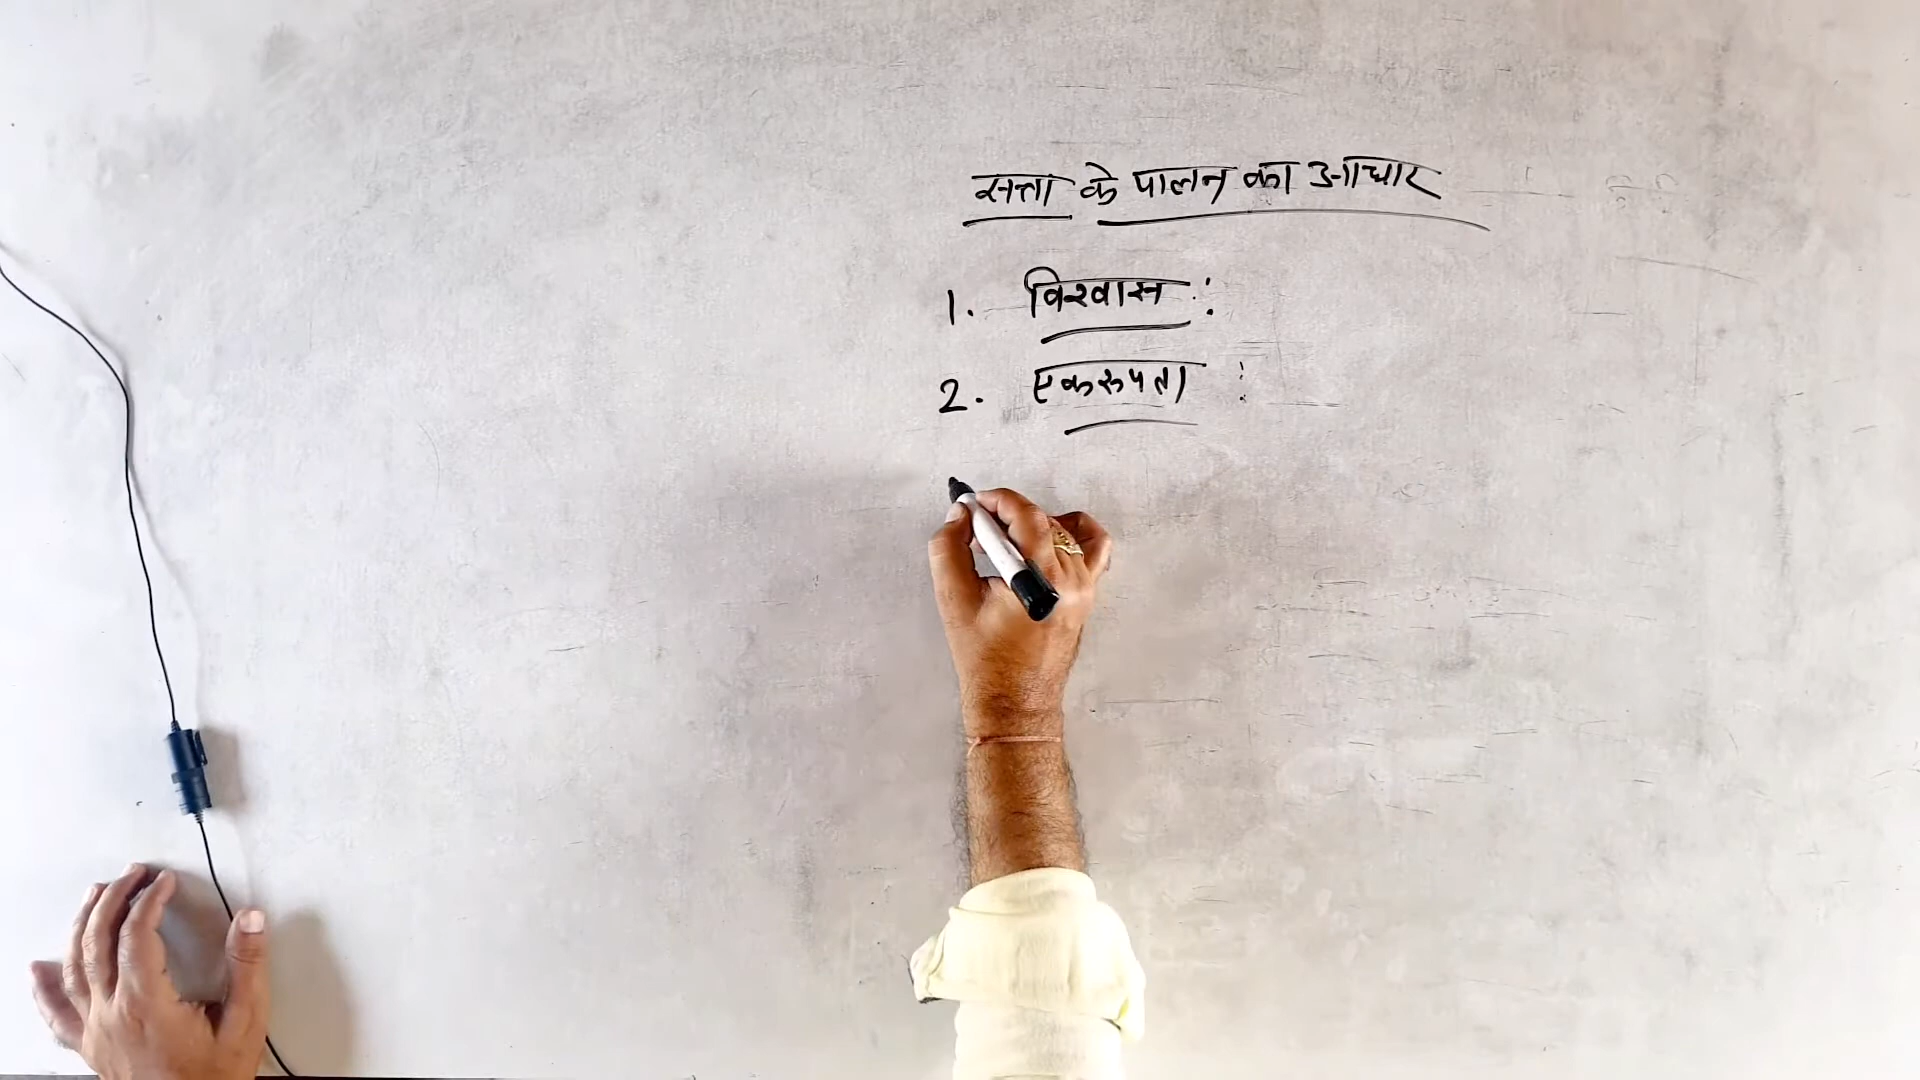 सत्ता के पालन का आधार
1. विश्वास :
2. एकरुपता :